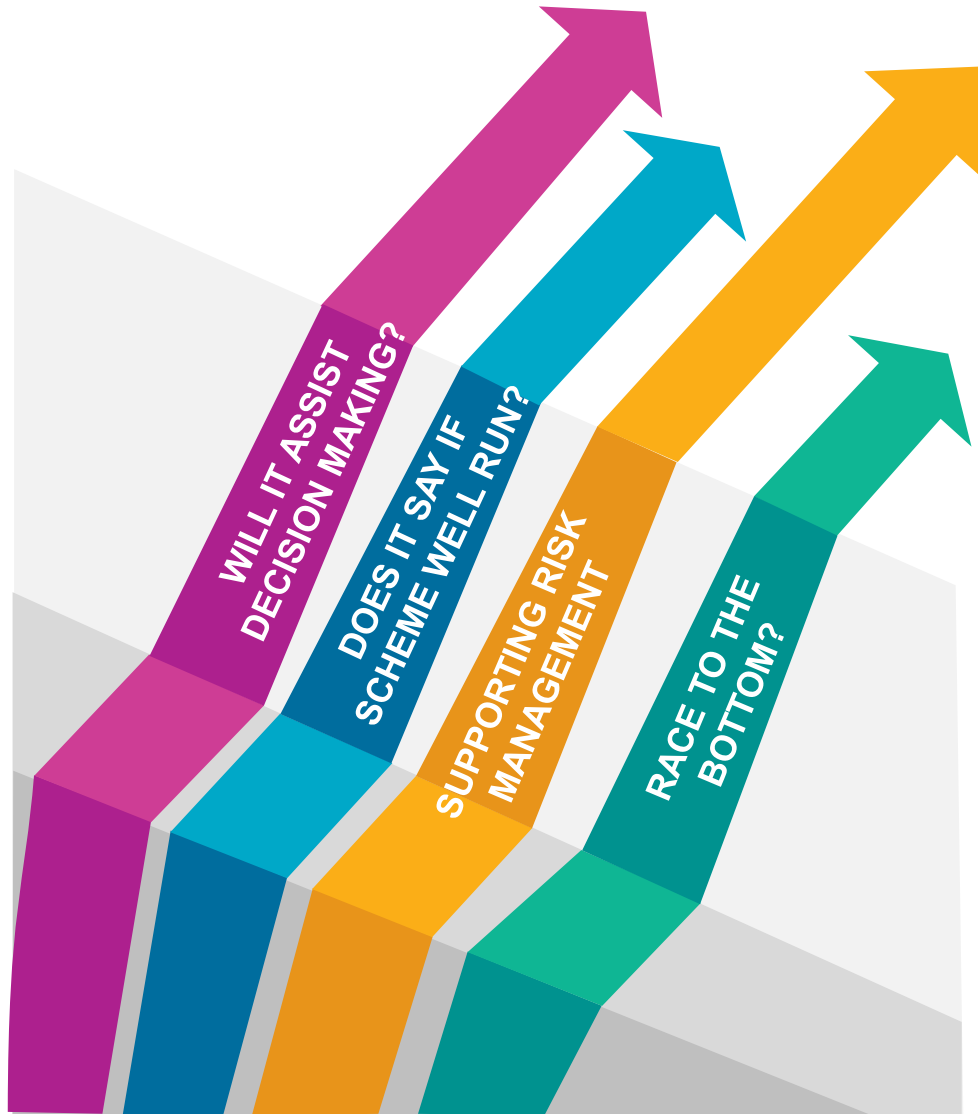 WILL IT ASSIST
DECISION MAKING?
DOES IT SAY IF
SCHEME WELL RUN?
SUPPORTING RISK
MANAGEMENT
RACE TO THE
BOTTOM?